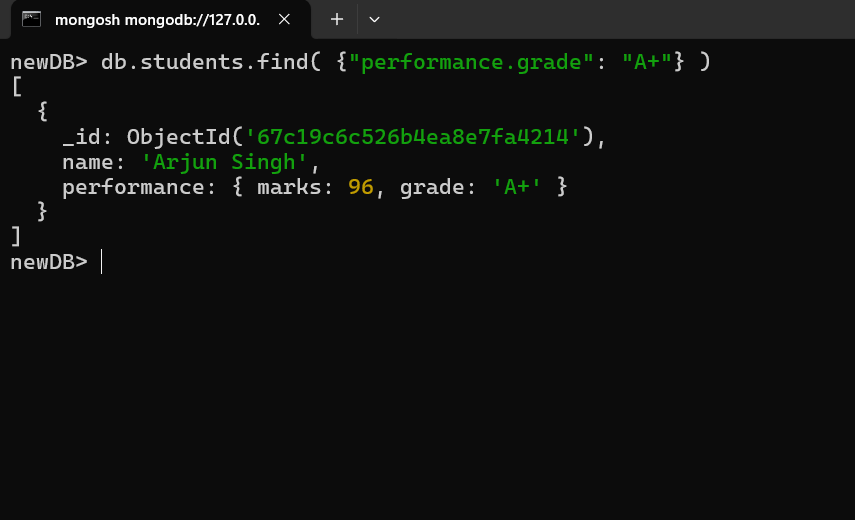 mongosh mongodb://127.0.0.
newDB> db.students.find( {"performance.grade": "A+"} )
[
  {
    _id: ObjectId('67c19c6c526b4ea8e7fa4214'),
    name: 'Arjun Singh',
    performance: { marks: 96, grade: 'A+' }
  }
]
newDB>